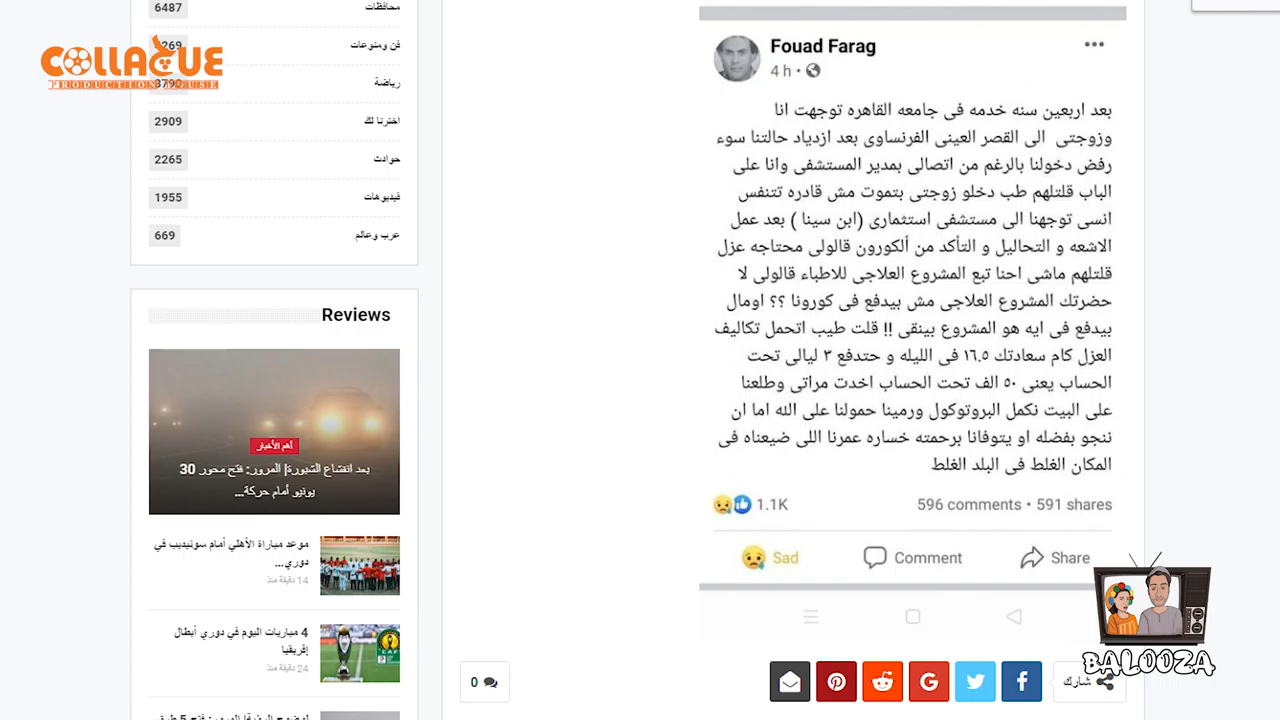 COLLAGUE
PRODUCTION HOUSE
محافظات 6487
فن ومنوعات 269
رياضة 3790
اخترنا لك 2909
حوادث 2265
فيديوهات 1955
عرب وعالم 669
Reviews
أهم الأخبار
بعد انقشاع الشبورة| المرور: فتح محور 30
يونيو أمام حركة...
موعد مباراة الأهلي أمام سونيديب في
دوري...
14 دقيقة منذ
4 مباريات اليوم في دوري أبطال
إفريقيا
24 دقيقة منذ
Fouad Farag
4 h
بعد اربعين سنه خدمه فى جامعه القاهره توجهت انا
وزوجتى الى القصر العينى الفرنساوى بعد ازدياد حالتنا سوء
رفض دخولنا بالرغم من اتصالى بمدير المستشفى وانا على
الباب قلتلهم طب دخلو زوجتى بتموت مش قادره تتنفس
انسى توجهنا الى مستشفى استثمارى (ابن سينا ) بعد عمل
الاشعه و التحاليل و التأكد من ألكورون قالولى محتاجه عزل
قلتلهم ماشى احنا تبع المشروع العلاجى للاطباء قالولى لا
حضرتك المشروع العلاجى مش بيدفع فى كورونا ؟؟ اومال
بيدفع فى ايه هو المشروع بينقى !! قلت طيب اتحمل تكاليف
العزل كام سعادتك ١٦.٥ فى الليله و حتدفع ٣ ليالى تحت
الحساب يعنى ٥٠ الف تحت الحساب اخدت مراتى وطلعنا
على البيت نكمل البروتوكول ورمينا حمولنا على الله اما ان
ننجو بفضله او يتوفانا برحمته خساره عمرنا اللى ضيعناه فى
المكان الغلط فى البلد الغلط
1.1K 596 comments • 591 shares
Sad Comment Share
0
شارك
BALOOZA